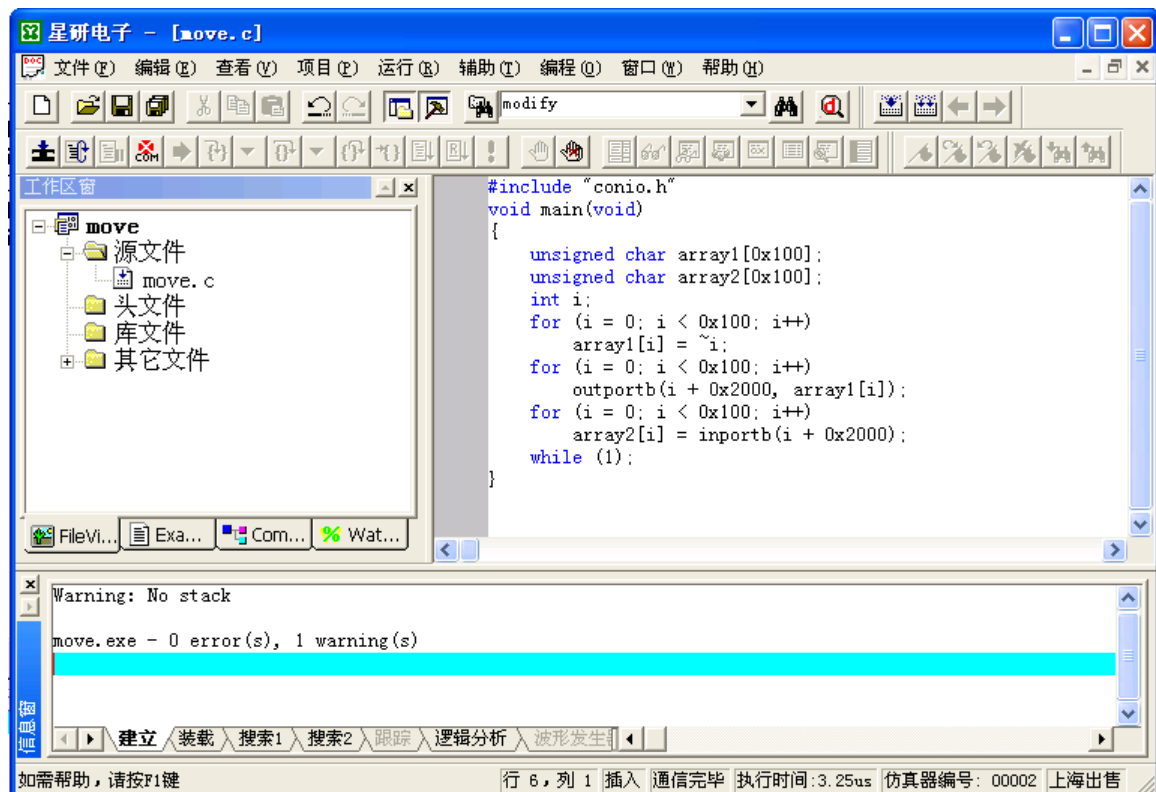 星研电子 - [move.c]
文件(F) 编辑(E) 查看(V) 项目(P) 运行(R) 辅助(T) 编程(O) 窗口(W) 帮助(H)
modify
COM
工作区窗
move
源文件
move.c
头文件
库文件
其它文件
FileVi... Exa... Com... Wat...
#include "conio.h"
void main(void)
{
unsigned char array1[0x100];
unsigned char array2[0x100];
int i;
for (i = 0; i < 0x100; i++)
array1[i] = ~i;
for (i = 0; i < 0x100; i++)
outportb(i + 0x2000, array1[i]);
for (i = 0; i < 0x100; i++)
array2[i] = inportb(i + 0x2000);
while (1);
}
Warning: No stack
move.exe - 0 error(s), 1 warning(s)
信息窗
建立 装载 搜索1 搜索2 跟踪 逻辑分析 波形发生
如需帮助，请按F1键 行 6，列 1 插入 通信完毕 执行时间:3.25us 仿真器编号: 00002 上海出售